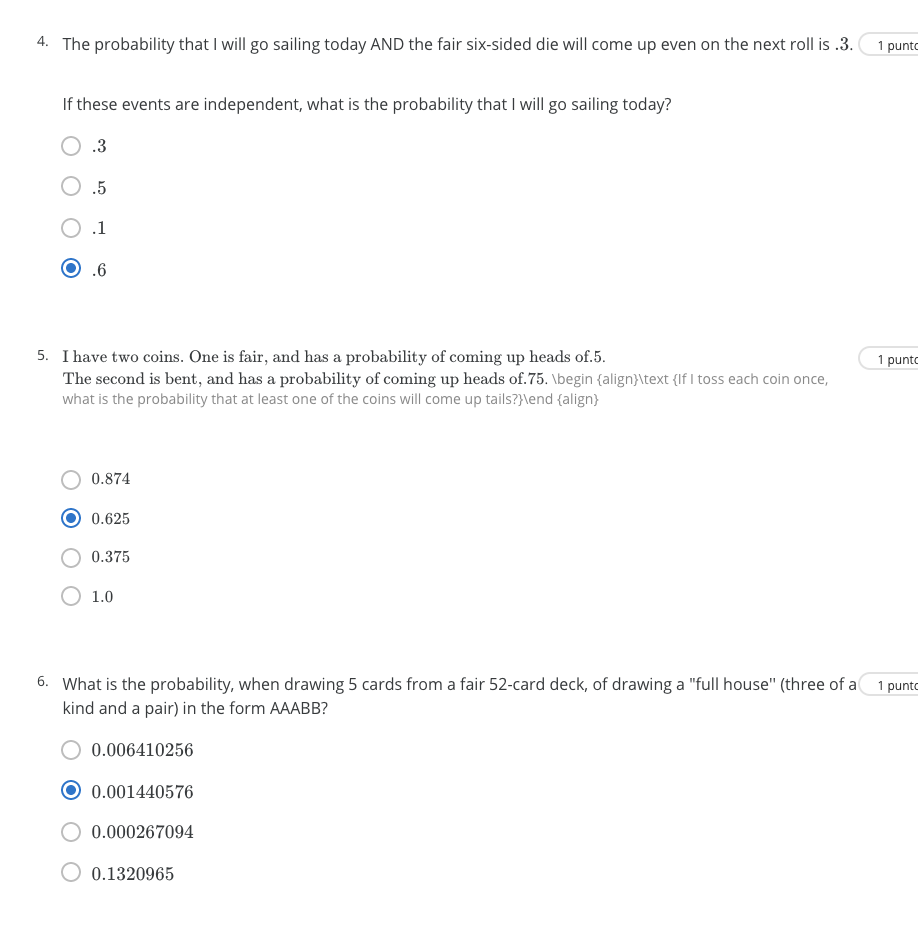 4. The probability that I will go sailing today AND the fair six-sided die will come up even on the next roll is .3. 1 punto
If these events are independent, what is the probability that I will go sailing today?
.3
.5
.1
.6
5. I have two coins. One is fair, and has a probability of coming up heads of.5. 1 punto
The second is bent, and has a probability of coming up heads of.75. \begin {align}\text {If I toss each coin once,
what is the probability that at least one of the coins will come up tails?}\end {align}
0.874
0.625
0.375
1.0
6. What is the probability, when drawing 5 cards from a fair 52-card deck, of drawing a "full house" (three of a 1 punto
kind and a pair) in the form AAABB?
0.006410256
0.001440576
0.000267094
0.1320965